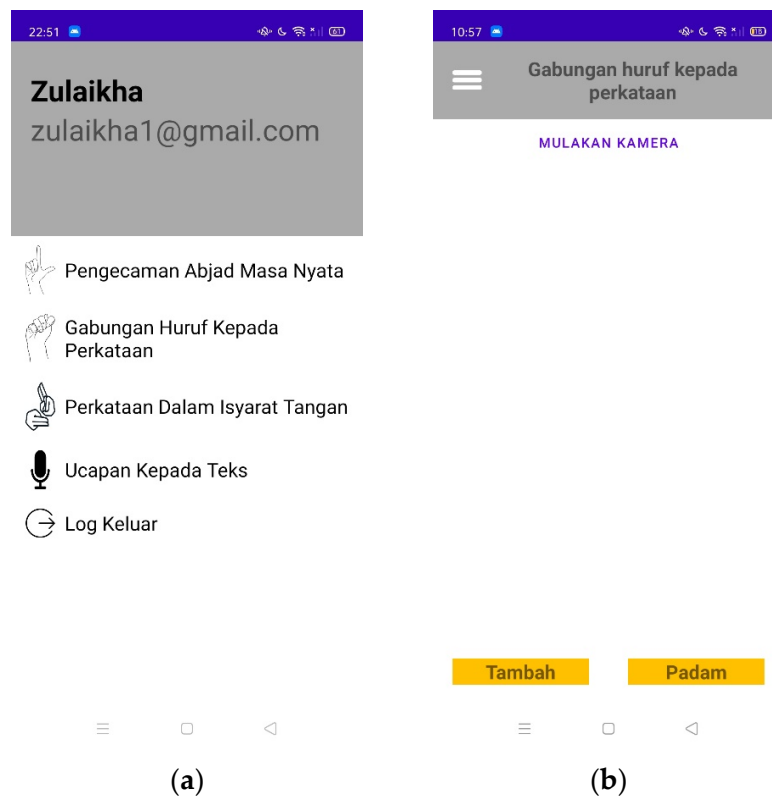 22:51
61
Zulaikha
zulaikha1@gmail.com
Pengecaman Abjad Masa Nyata
Gabungan Huruf Kepada
Perkataan
Perkataan Dalam Isyarat Tangan
Ucapan Kepada Teks
Log Keluar
(a)
10:57
Gabungan huruf kepada
perkataan
MULAKAN KAMERA
Tambah
Padam
(b)